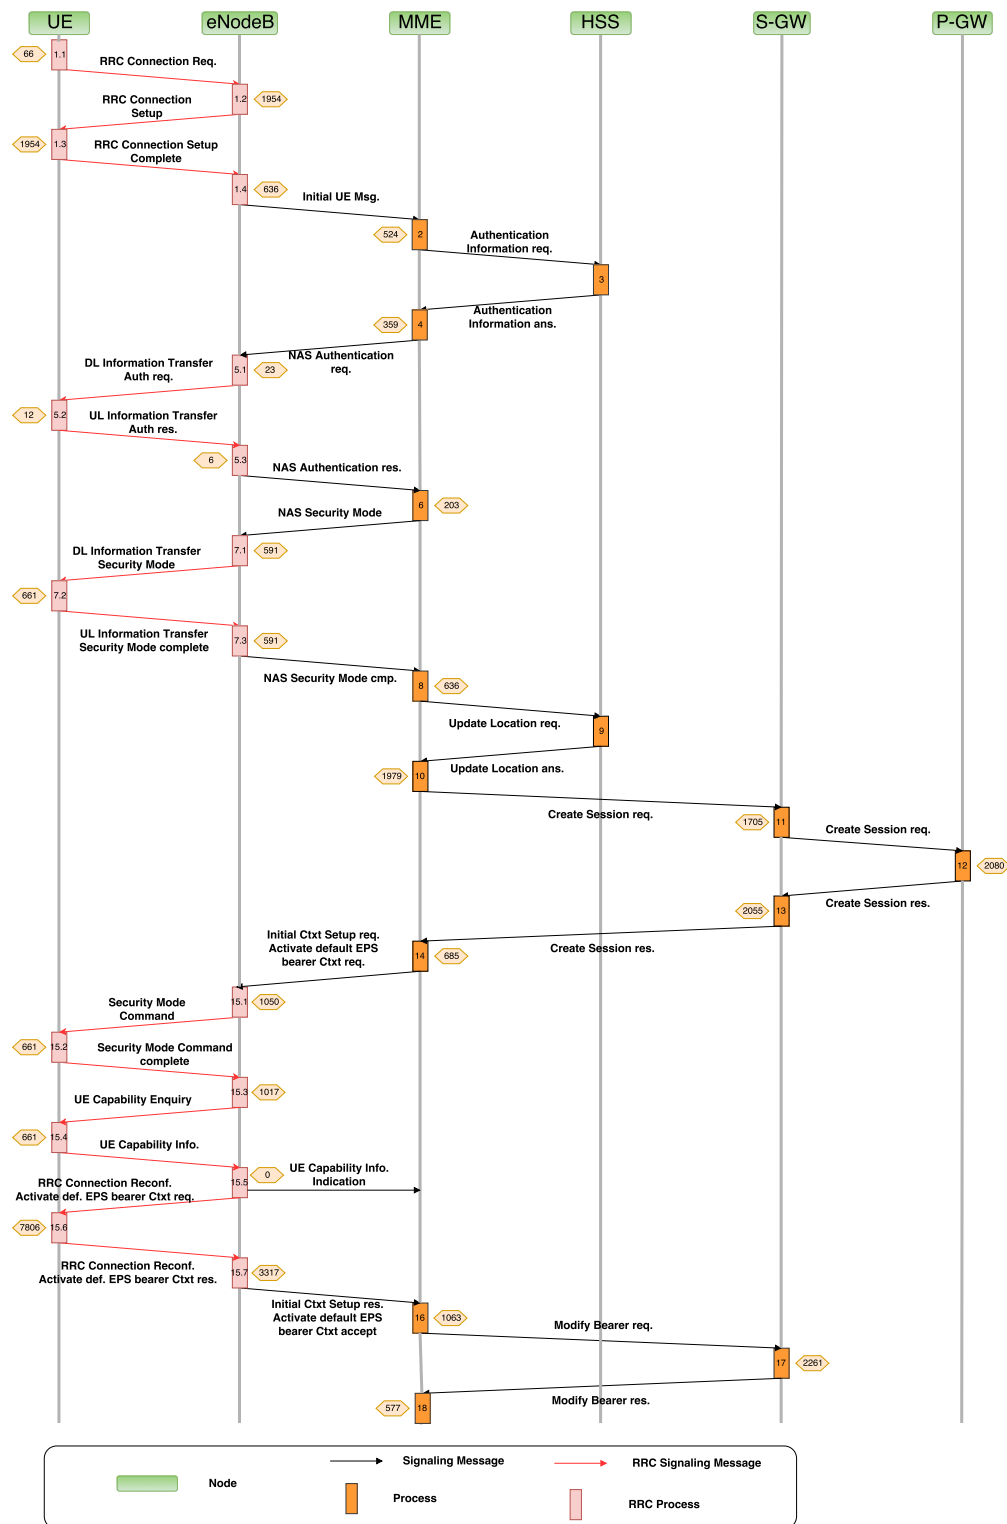 UE
eNodeB
MME
HSS
S-GW
P-GW
66
1.1
RRC Connection Req.
1.2
1954
RRC Connection
Setup
1954
1.3
RRC Connection Setup
Complete
1.4
636
Initial UE Msg.
524
2
Authentication
Information req.
3
359
4
Authentication
Information ans.
NAS Authentication
req.
5.1
23
DL Information Transfer
Auth req.
12
5.2
UL Information Transfer
Auth res.
6
5.3
NAS Authentication res.
6
203
NAS Security Mode
7.1
591
DL Information Transfer
Security Mode
661
7.2
UL Information Transfer
Security Mode complete
7.3
591
NAS Security Mode cmp.
8
636
Update Location req.
9
Update Location ans.
1979
10
Create Session req.
1705
11
Create Session req.
12
2080
Create Session res.
2055
13
Create Session res.
14
685
Initial Ctxt Setup req.
Activate default EPS
bearer Ctxt req.
15.1
1050
Security Mode
Command
661
15.2
Security Mode Command
complete
15.3
1017
UE Capability Enquiry
661
15.4
UE Capability Info.
15.5
0
UE Capability Info.
Indication
RRC Connection Reconf.
Activate def. EPS bearer Ctxt req.
7806
15.6
RRC Connection Reconf.
Activate def. EPS bearer Ctxt res.
15.7
3317
Initial Ctxt Setup res.
Activate default EPS
bearer Ctxt accept
16
1063
Modify Bearer req.
17
2261
Modify Bearer res.
577
18
Node
Signaling Message
RRC Signaling Message
Process
RRC Process